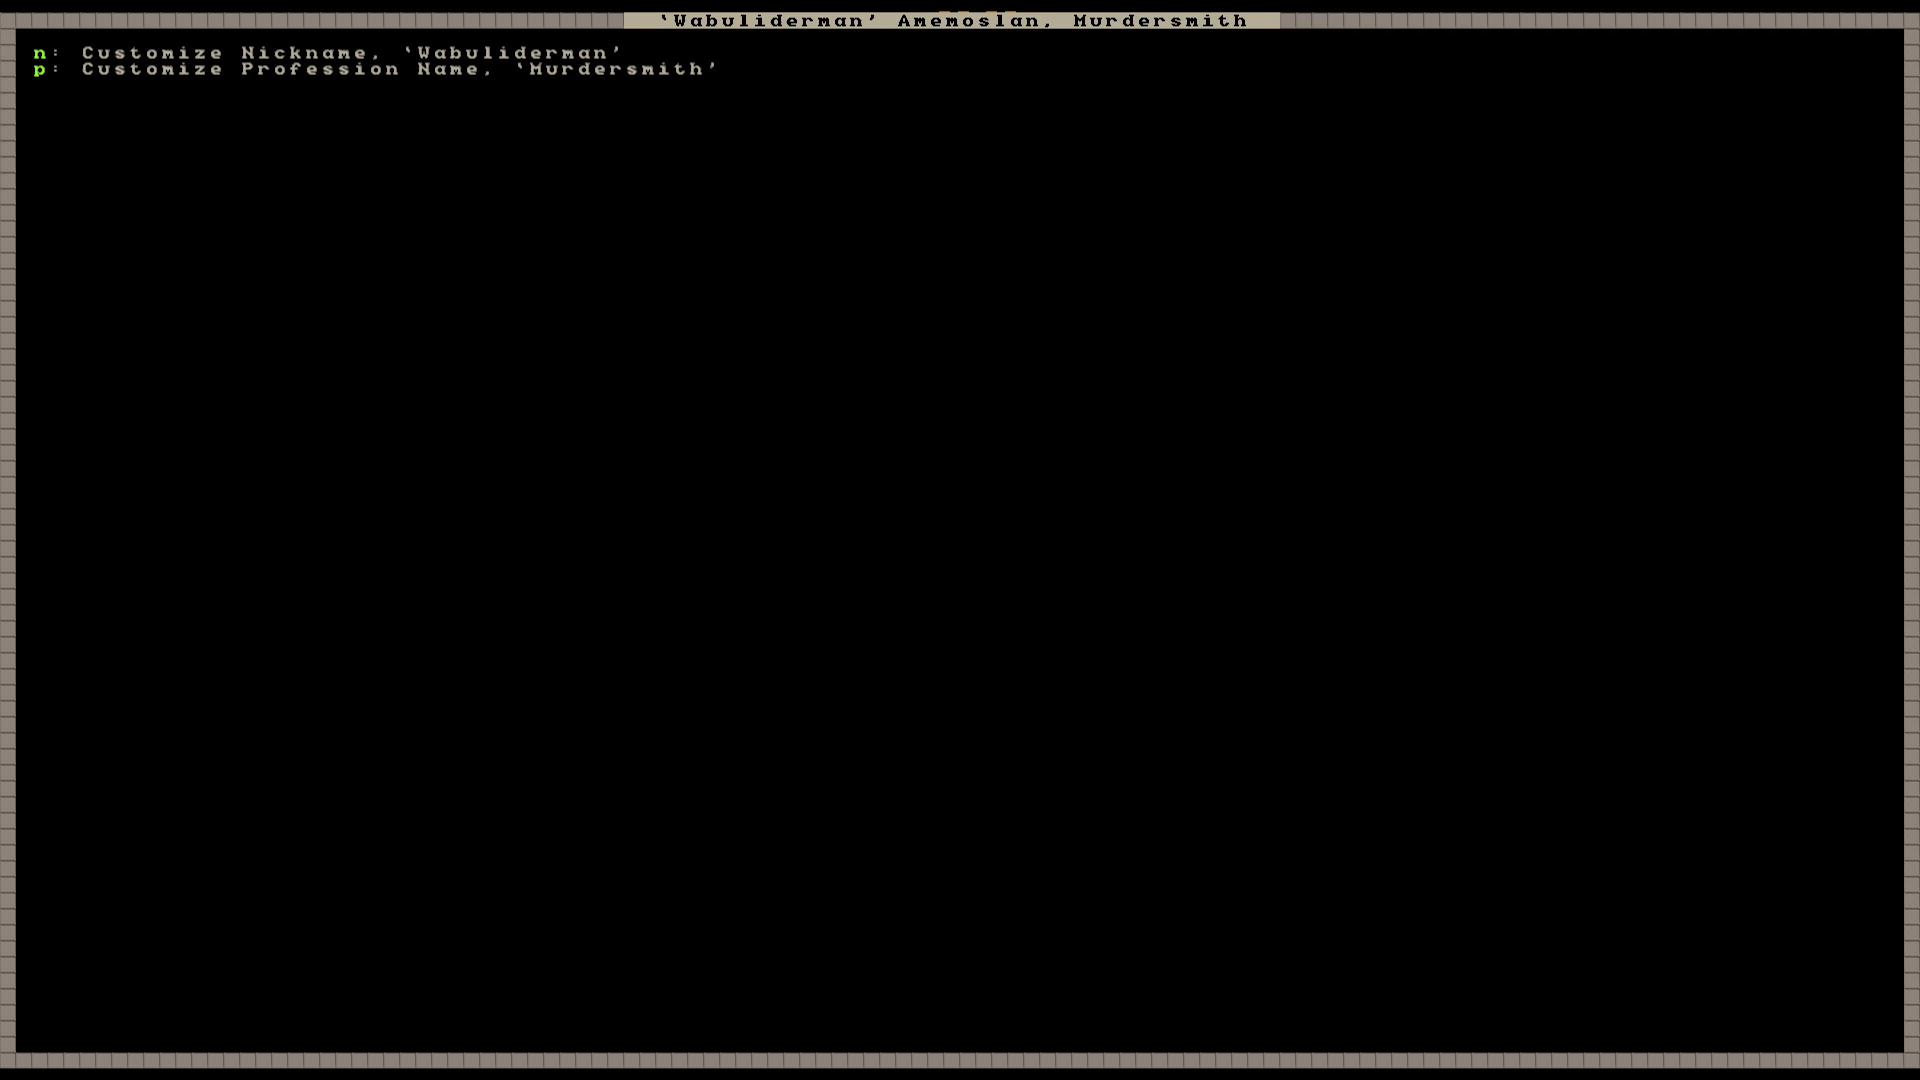 ‘Wabuliderman’ Amemoslan, Murdersmith
n: Customize Nickname, ‘Wabuliderman’
p: Customize Profession Name, ‘Murdersmith’